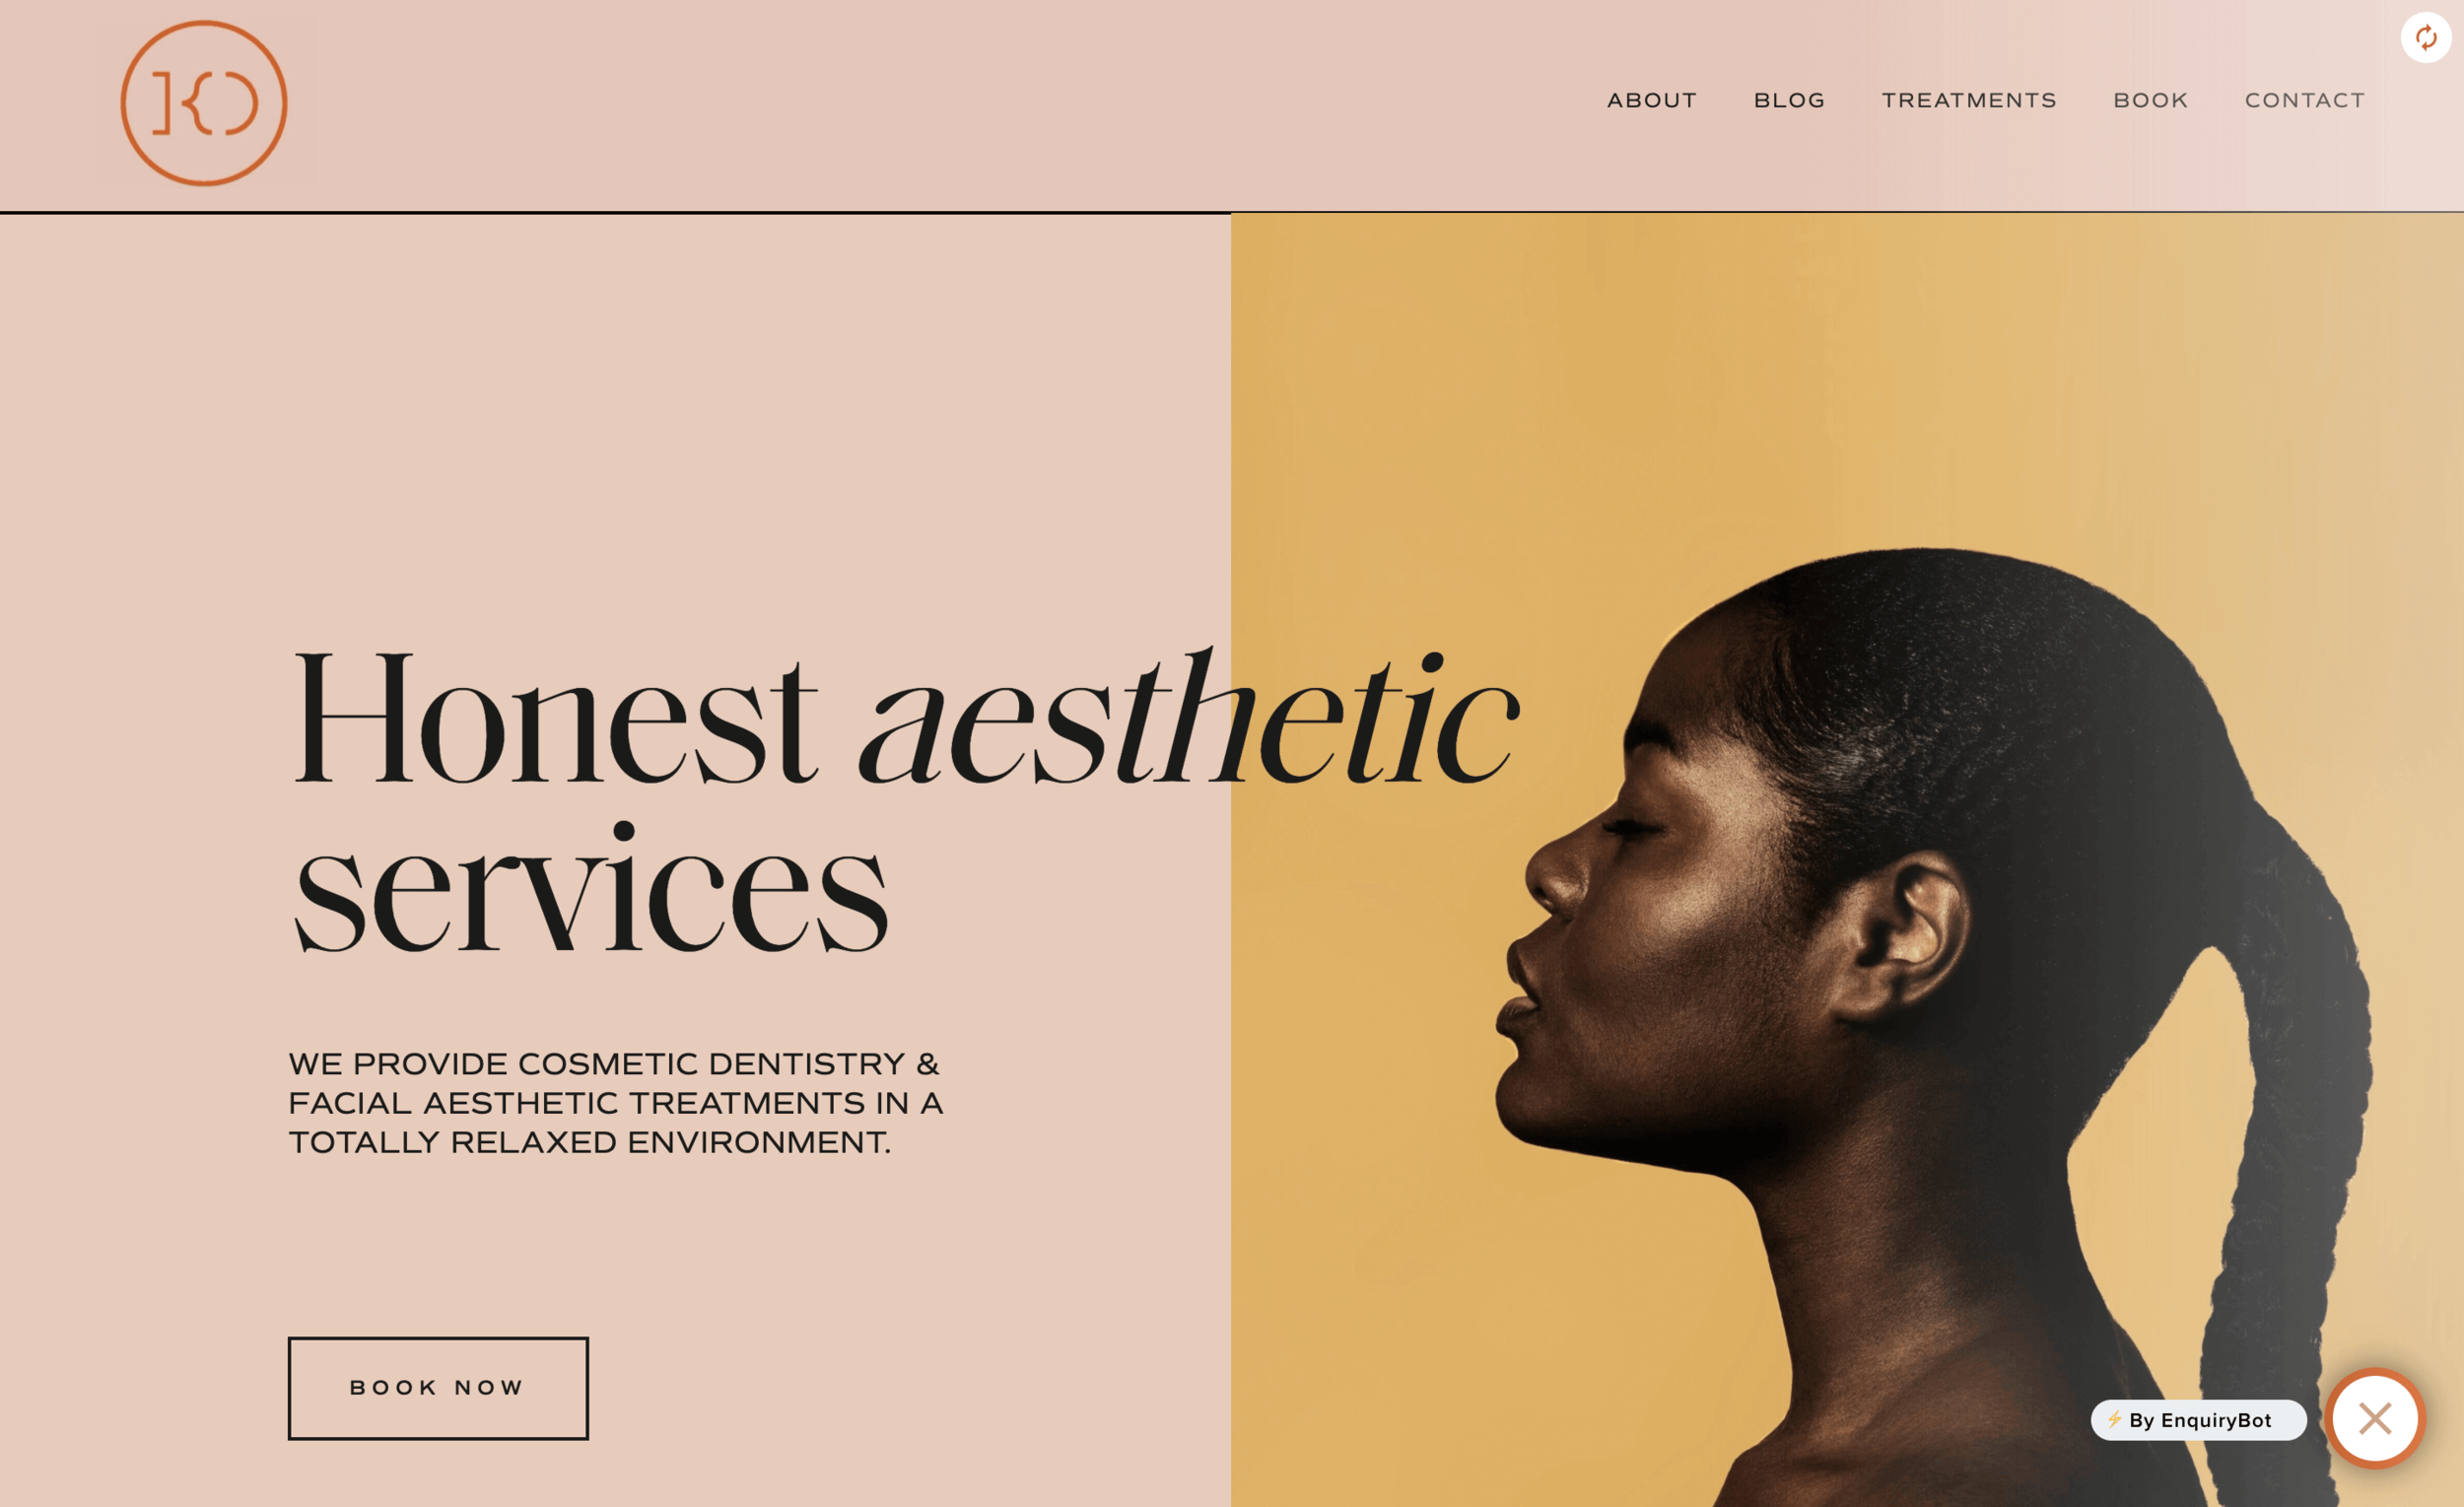 ABOUT BLOG TREATMENTS BOOK CONTACT
Honest aesthetic
services
WE PROVIDE COSMETIC DENTISTRY &
FACIAL AESTHETIC TREATMENTS IN A
TOTALLY RELAXED ENVIRONMENT.
BOOK NOW
By EnquiryBot